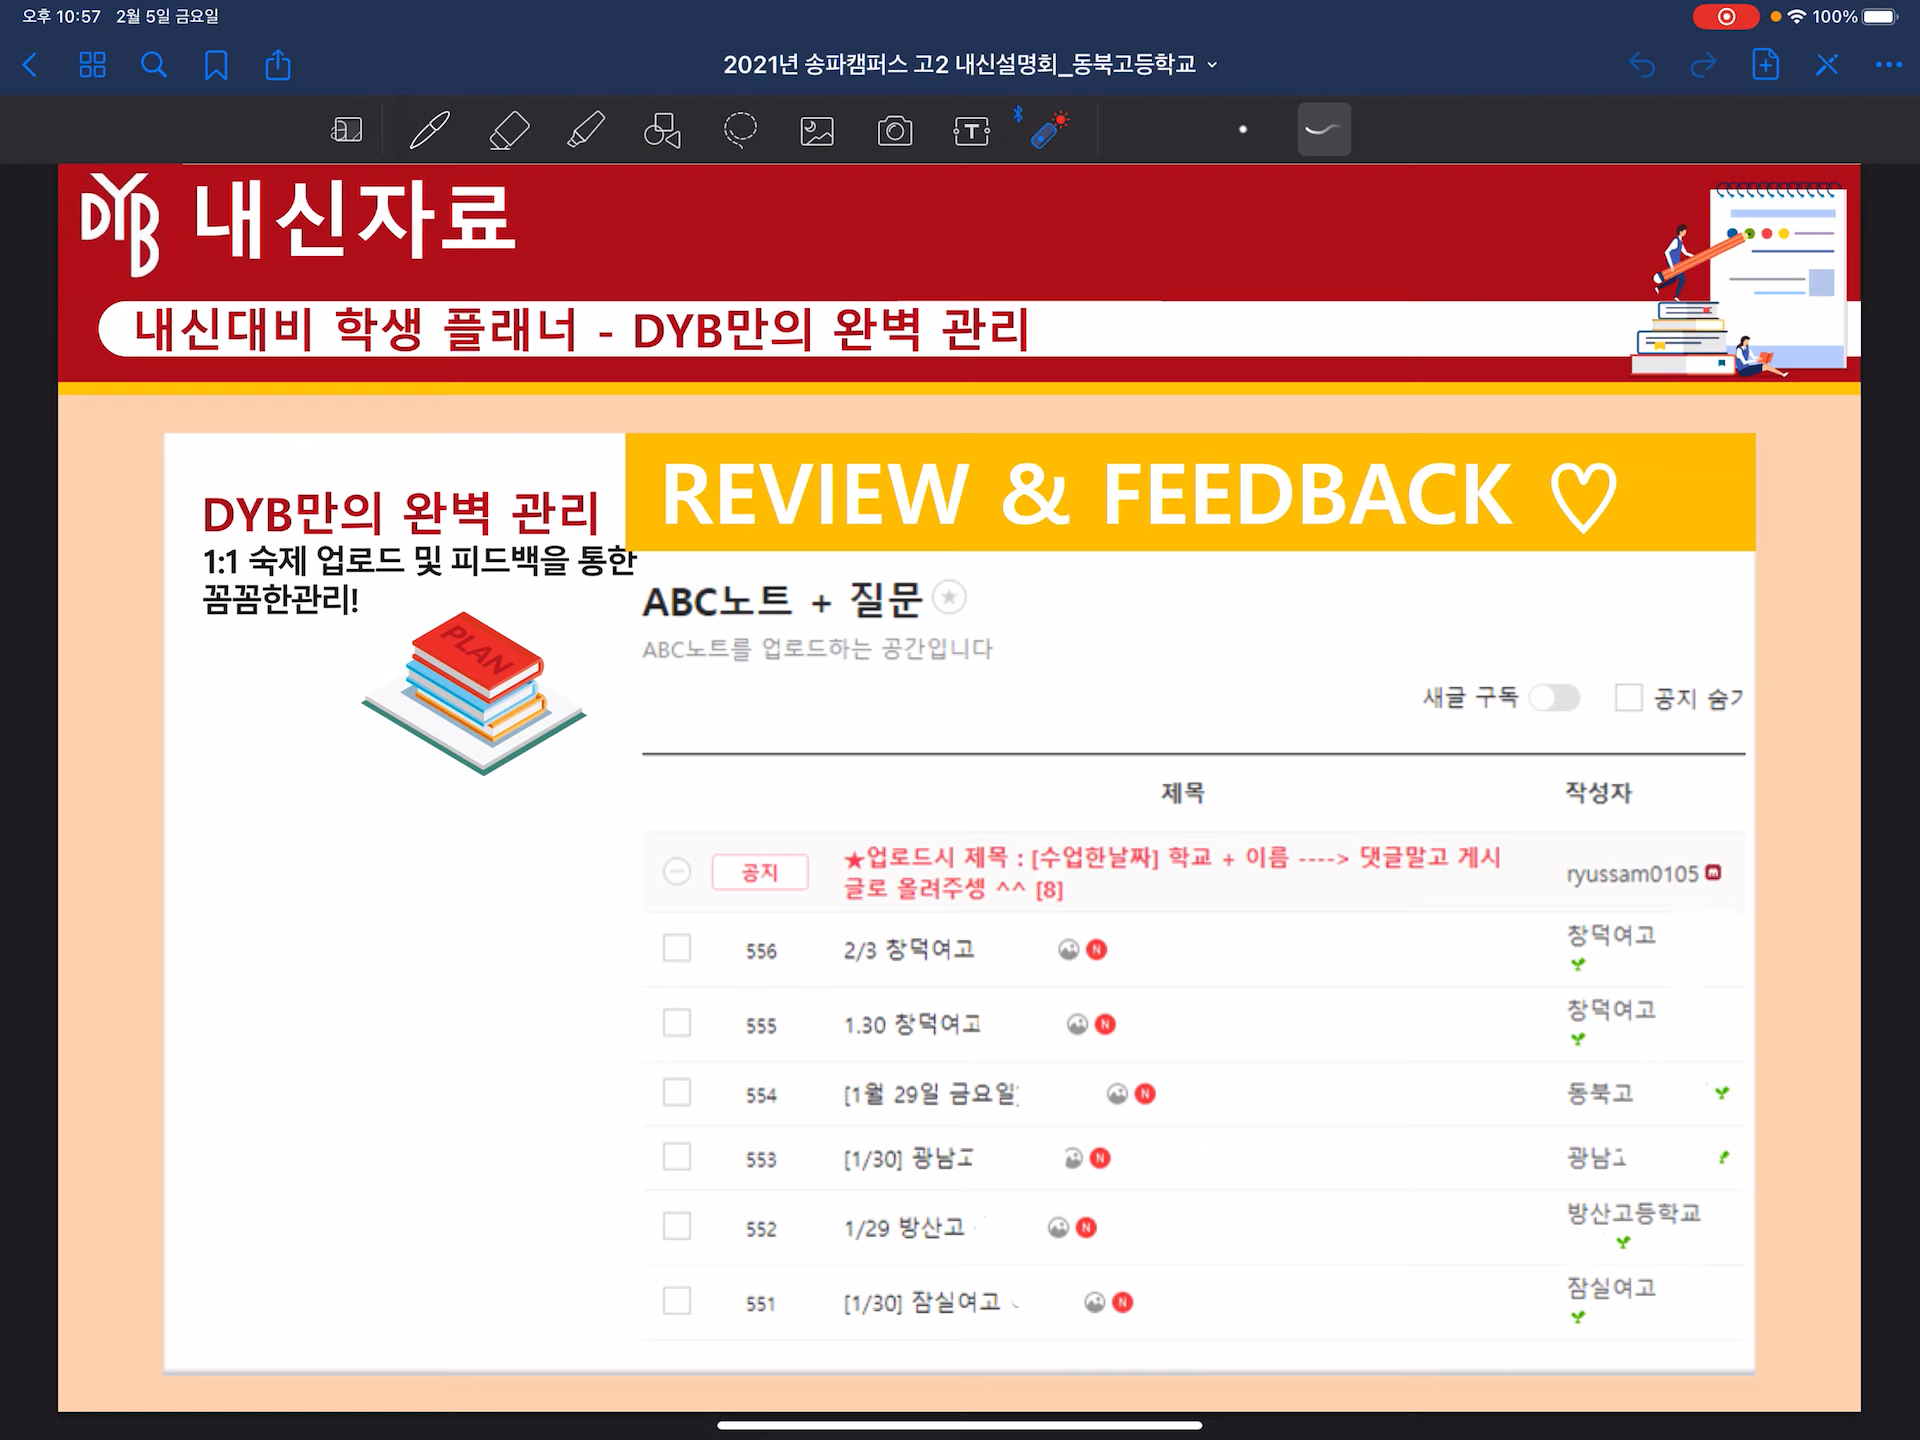 오후 10:57 2월 5일 금요일
100%
2021년 송파캠퍼스 고2 내신설명회_동북고등학교
DYB 내신자료
내신대비 학생 플래너 - DYB만의 완벽 관리
DYB만의 완벽 관리
1:1 숙제 업로드 및 피드백을 통한
꼼꼼한관리!
PLAN
REVIEW & FEEDBACK ♡
ABC노트 + 질문
ABC노트를 업로드하는 공간입니다
새글 구독 공지
제목 작성자
공지 ★업로드시 제목 : [수업한날짜] 학교 + 이름 ----> 댓글말고 게시
글로 올려주셍 ^^ [8] ryussam0105
556 2/3 창덕여고 N 창덕여고
555 1.30 창덕여고 N 창덕여고
554 [1월 29일 금요일] N 동북고
553 [1/30] 광남고 N 광남고
552 1/29 방산고 N 방산고등학교
551 [1/30] 잠실여고 N 잠실여고